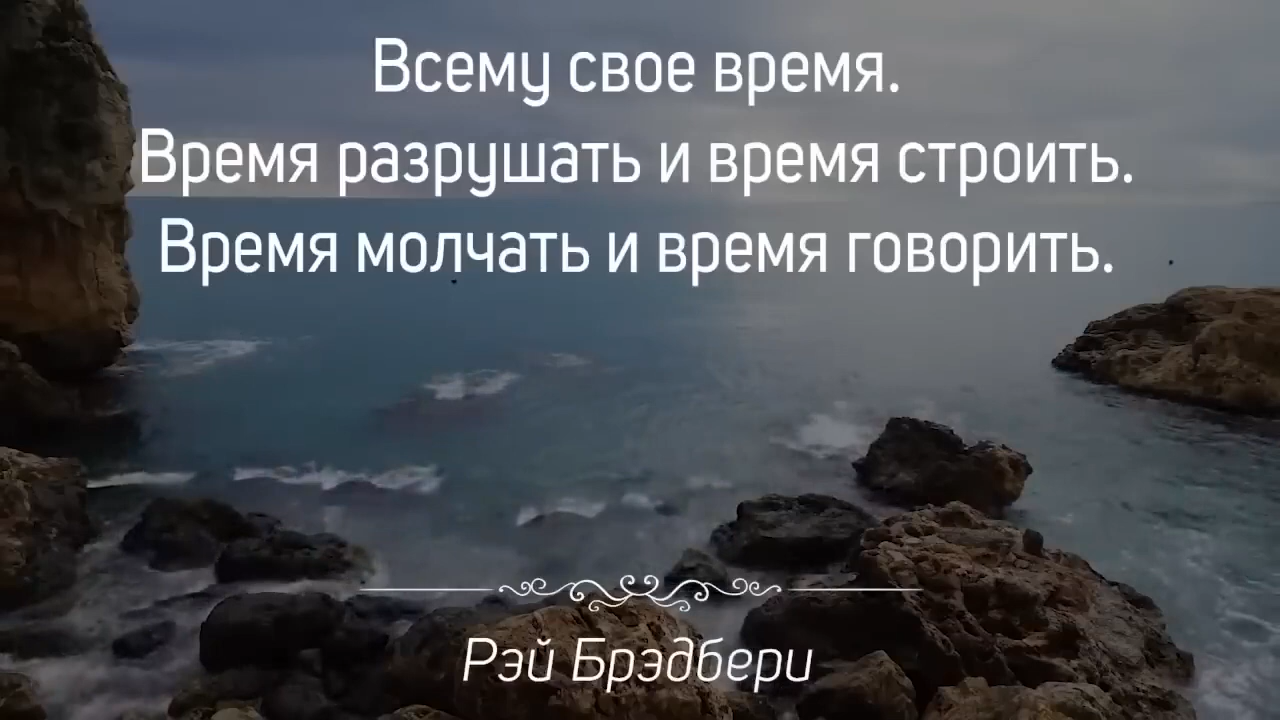 Всему свое время.
Время разрушать и время строить.
Время молчать и время говорить.
Рэй Брэдбери